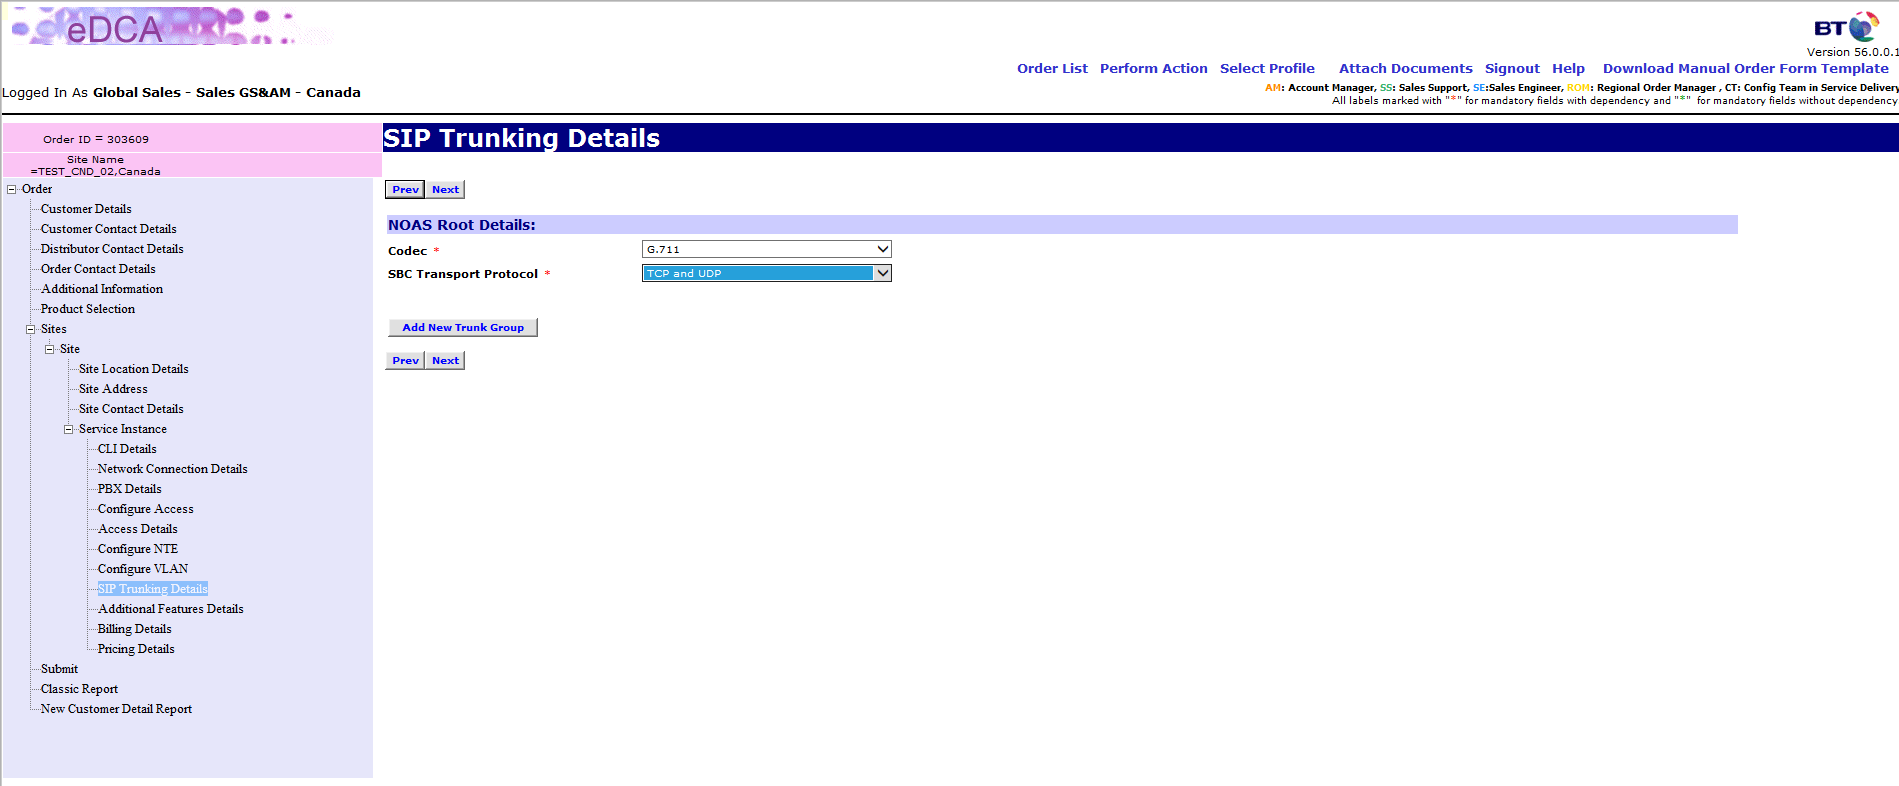 eDCA
BT
Version 56.0.0.1
Order List Perform Action Select Profile Attach Documents Signout Help Download Manual Order Form Template
Logged In As Global Sales - Sales GS&AM - Canada
AM: Account Manager, SS: Sales Support, SE:Sales Engineer, ROM: Regional Order Manager , CT: Config Team in Service Delivery
All labels marked with "*" for mandatory fields with dependency and "*" for mandatory fields without dependency
Order ID = 303609
Site Name
=TEST_CND_02,Canada
Order
Customer Details
Customer Contact Details
Distributor Contact Details
Order Contact Details
Additional Information
Product Selection
Sites
Site
Site Location Details
Site Address
Site Contact Details
Service Instance
CLI Details
Network Connection Details
PBX Details
Configure Access
Access Details
Configure NTE
Configure VLAN
SIP Trunking Details
Additional Features Details
Billing Details
Pricing Details
Submit
Classic Report
New Customer Detail Report
SIP Trunking Details
Prev Next
NOAS Root Details:
Codec * G.711
SBC Transport Protocol * TCP and UDP
Add New Trunk Group
Prev Next